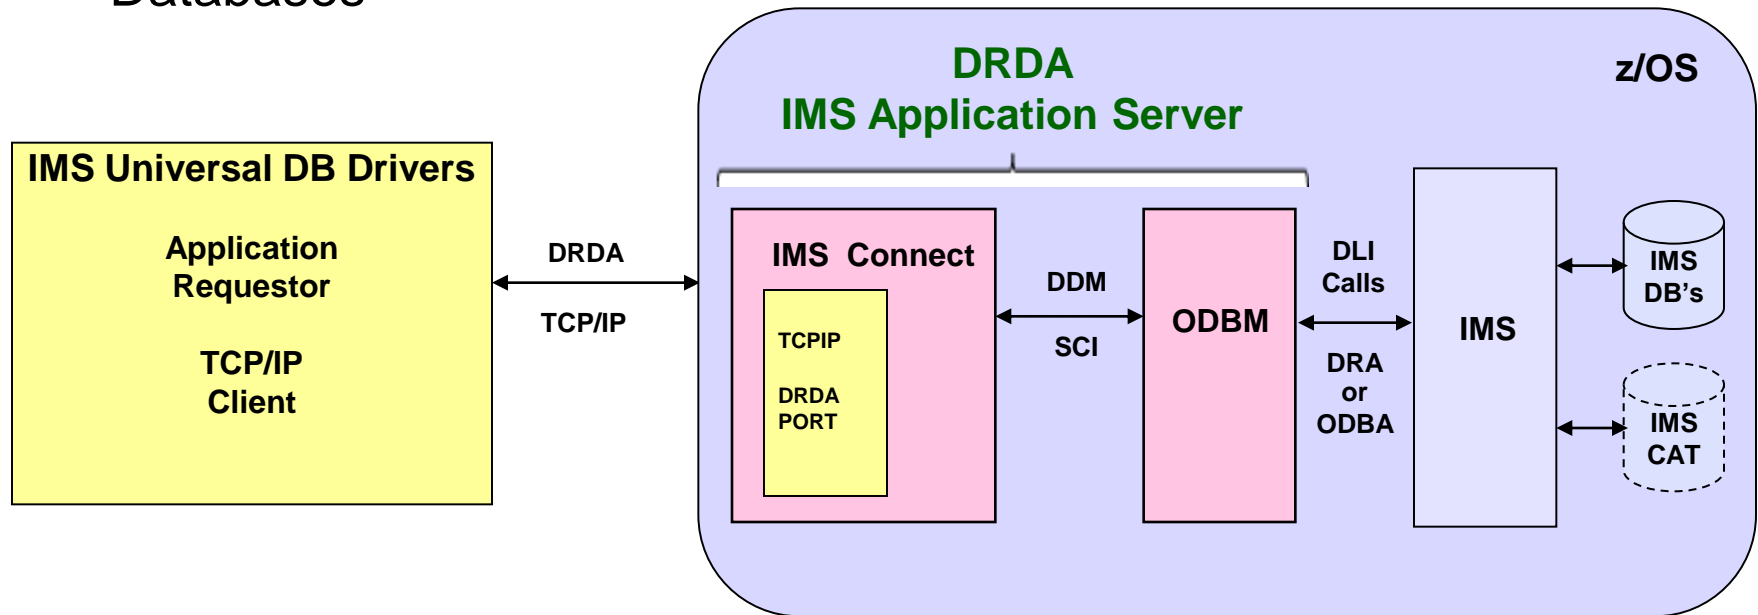 Databases
DRDA
IMS Application Server
z/OS
IMS Universal DB Drivers
Application
Requestor
TCP/IP
Client
DRDA
TCP/IP
IMS Connect
TCPIP
DRDA
PORT
DDM
SCI
ODBM
DLI
Calls
DRA
or
ODBA
IMS
IMS
DB's
IMS
CAT